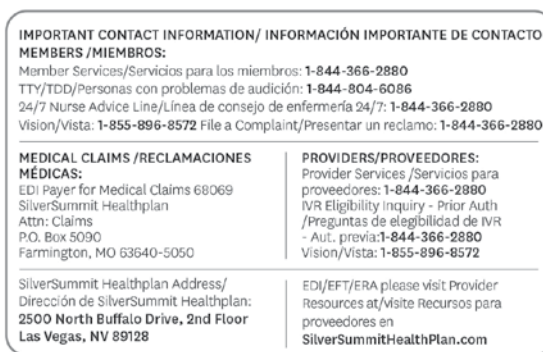 IMPORTANT CONTACT INFORMATION/ INFORMACIÓN IMPORTANTE DE CONTACTO
MEMBERS /MIEMBROS:
Member Services/Servicios para los miembros: 1-844-366-2880
TTY/TDD/Personas con problemas de audición: 1-844-804-6086
24/7 Nurse Advice Line/Línea de consejo de enfermería 24/7: 1-844-366-2880
Vision/Vista: 1-855-896-8572 File a Complaint/Presentar un reclamo: 1-844-366-2880
MEDICAL CLAIMS /RECLAMACIONES
MÉDICAS:
EDI Payer for Medical Claims 68069
SilverSummit Healthplan
Attn: Claims
P.O. Box 5090
Farmington, MO 63640-5050
PROVIDERS/PROVEEDORES:
Provider Services /Servicios para
proveedores: 1-844-366-2880
IVR Eligibility Inquiry - Prior Auth
/Preguntas de elegibilidad de IVR
- Aut. previa:1-844-366-2880
Vision/Vista: 1-855-896-8572
SilverSummit Healthplan Address/
Dirección de SilverSummit Healthplan:
2500 North Buffalo Drive, 2nd Floor
Las Vegas, NV 89128
EDI/EFT/ERA please visit Provider
Resources at/visite Recursos para
proveedores en
SilverSummitHealthPlan.com